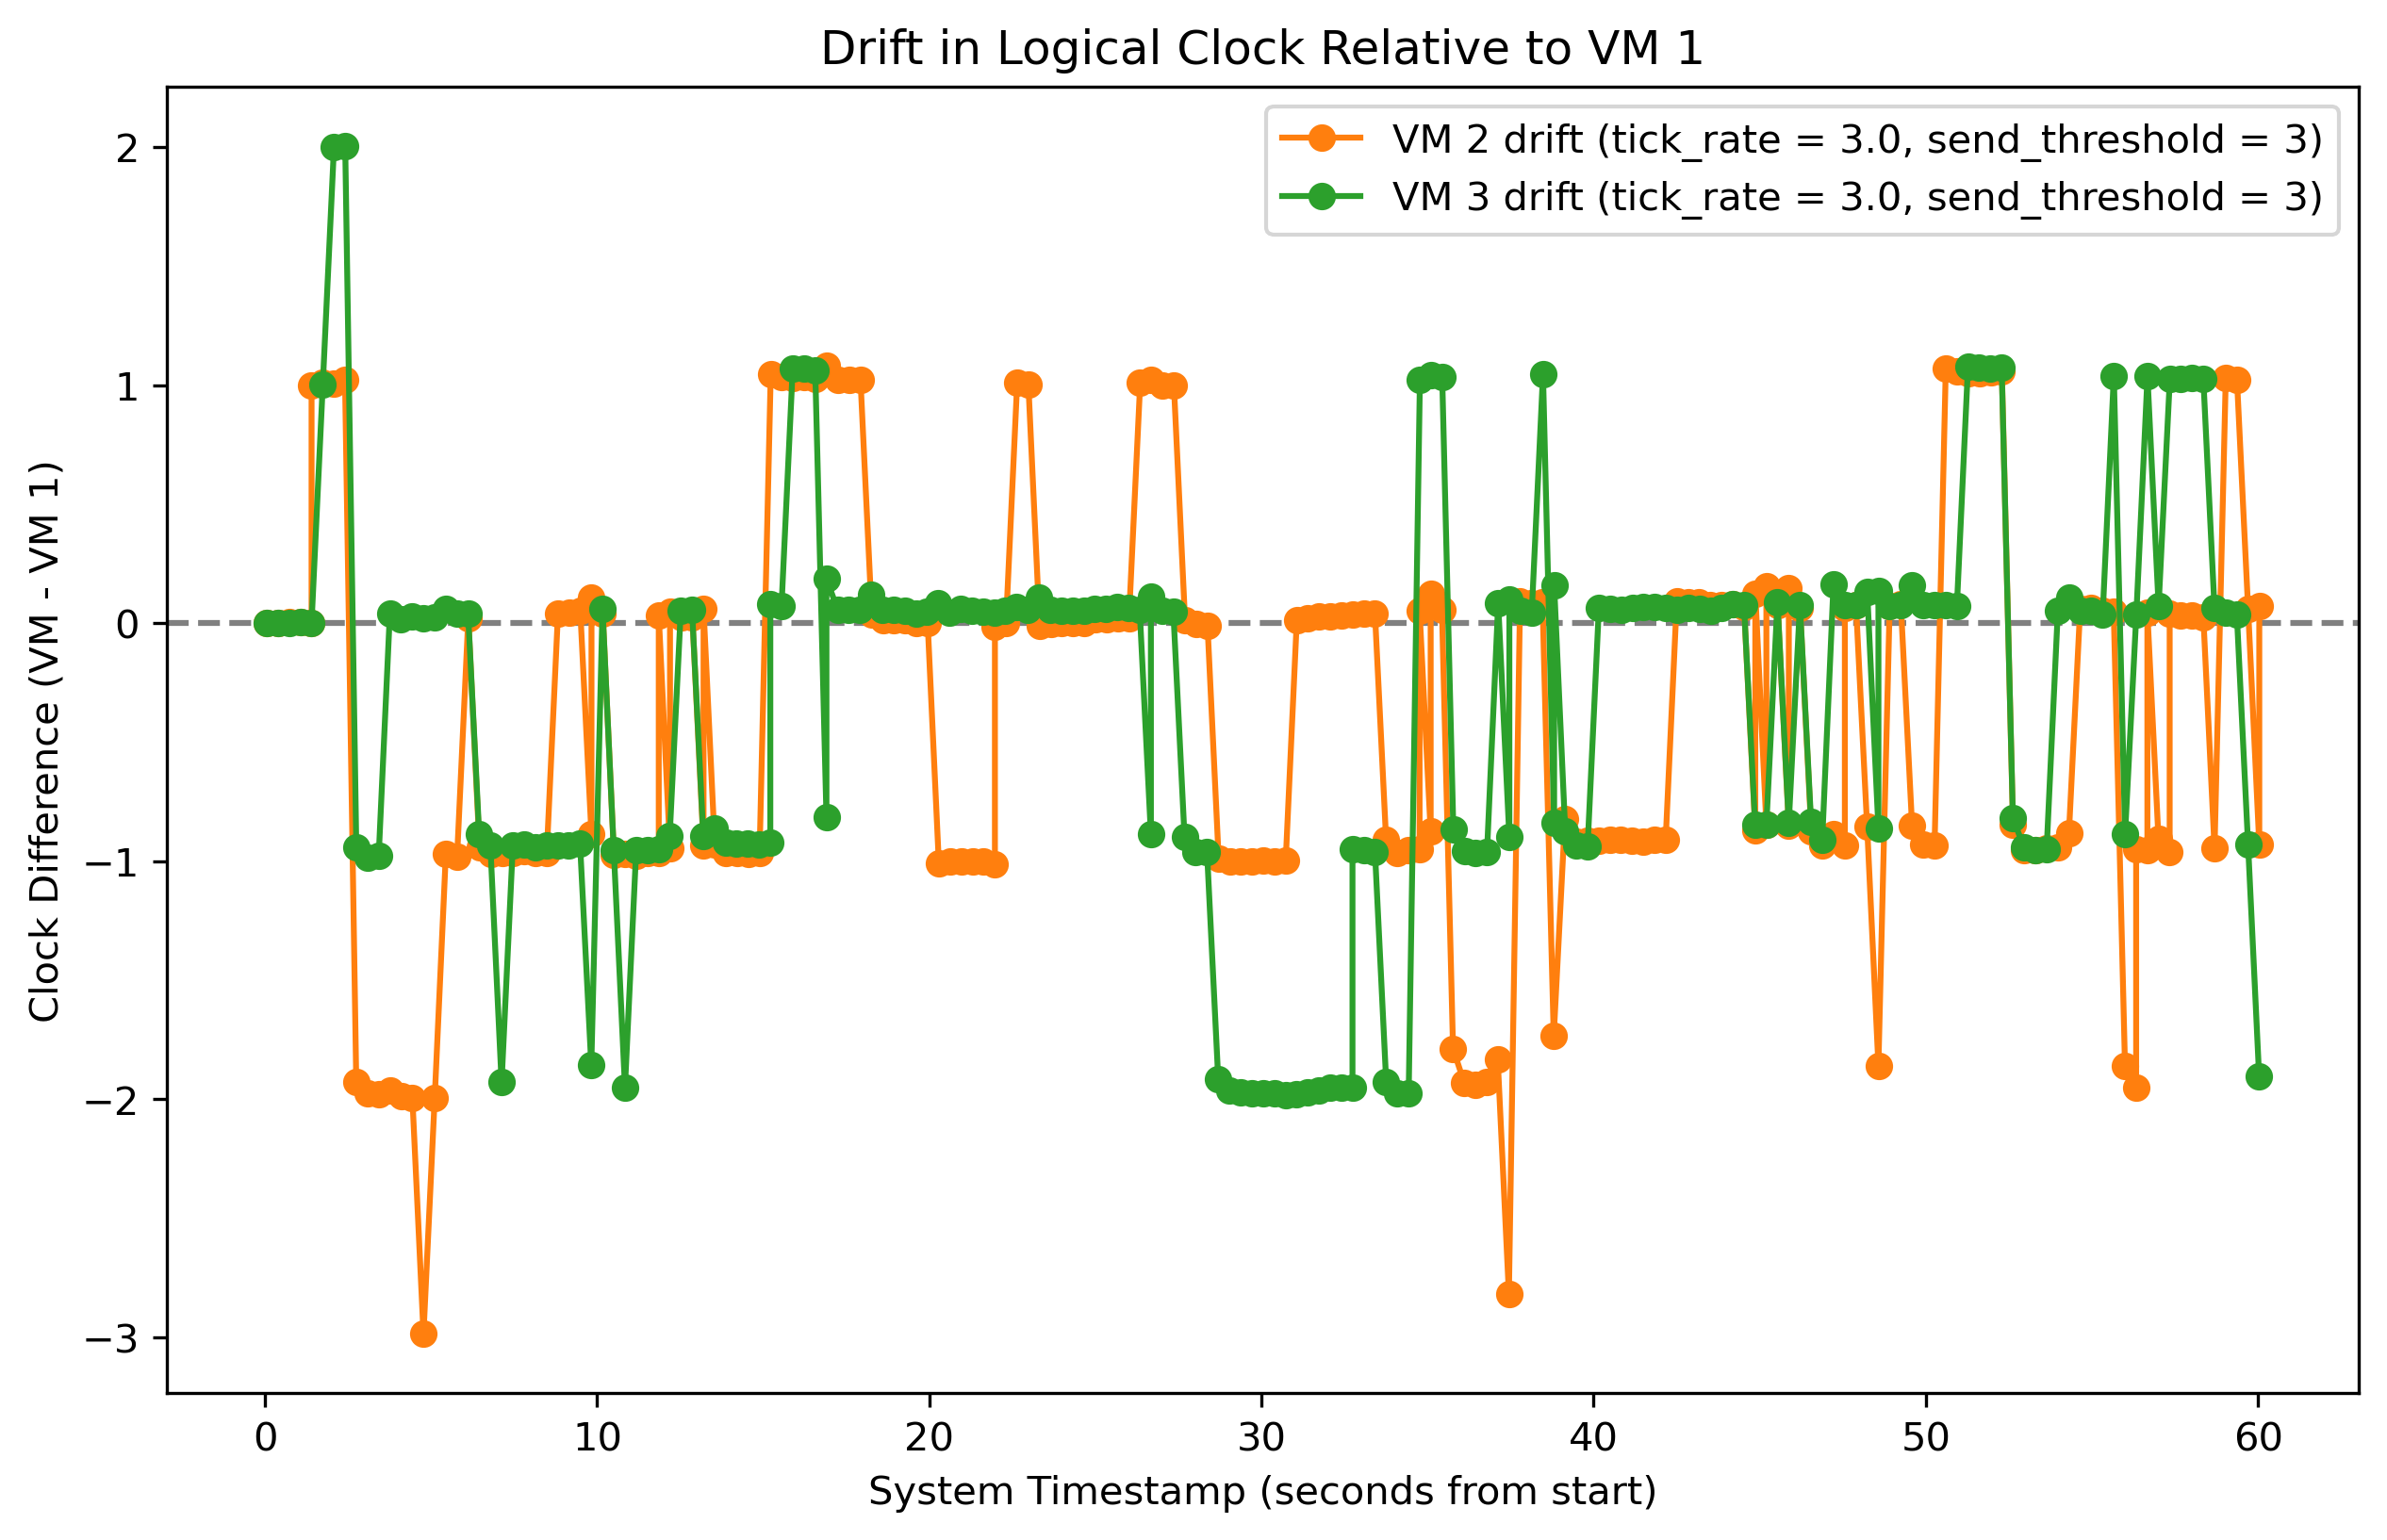 Drift in Logical Clock Relative to VM 1
VM 2 drift (tick_rate = 3.0, send_threshold = 3)
VM 3 drift (tick_rate = 3.0, send_threshold = 3)
Clock Difference (VM - VM 1)
2
1
0
−1
−2
−3
0 10 20 30 40 50 60
System Timestamp (seconds from start)